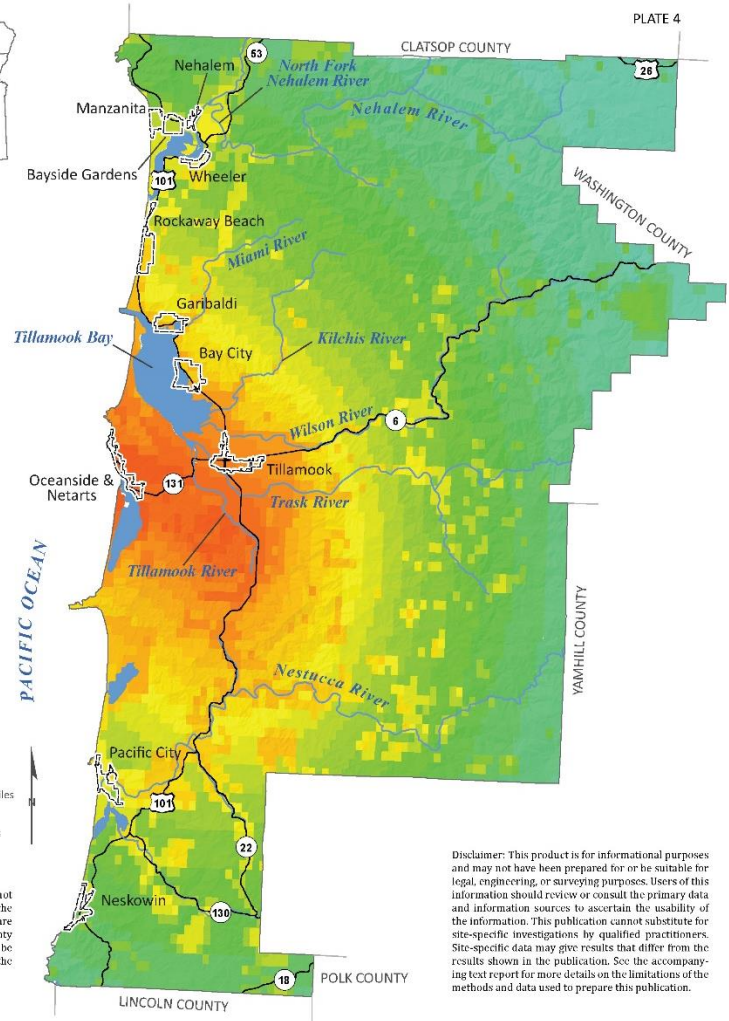 PLATE 4
CLATSOP COUNTY
53
26
Nehalem
North Fork
Nehalem River
Nehalem River
Manzanita
Bayside Gardens
Wheeler
101
WASHINGTON COUNTY
Rockaway Beach
Miami River
Garibaldi
Tillamook Bay
Kilchis River
Bay City
Wilson River
6
Oceanside &
Netarts
131
Tillamook
Trask River
Tillamook River
PACIFIC OCEAN
YAMHILL COUNTY
Nestucca River
Pacific City
N
101
22
Neskowin
130
18
POLK COUNTY
LINCOLN COUNTY
Disclaimer: This product is for informational purposes
and may not have been prepared for or be suitable for
legal, engineering, or surveying purposes. Users of this
information should review or consult the primary data
and information sources to ascertain the usability of
the information. This publication cannot substitute for
site-specific investigations by qualified practitioners.
Site-specific data may give results that differ from the
results shown in the publication. See the accompany-
ing text report for more details on the limitations of the
methods and data used to prepare this publication.